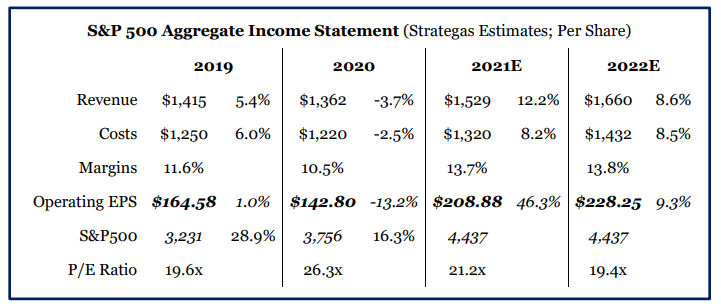 S&P 500 Aggregate Income Statement (Strategas Estimates; Per Share)
2019 2020 2021E 2022E
Revenue $1,415 5.4% $1,362 -3.7% $1,529 12.2% $1,660 8.6%
Costs $1,250 6.0% $1,220 -2.5% $1,320 8.2% $1,432 8.5%
Margins 11.6% 10.5% 13.7% 13.8%
Operating EPS $164.58 1.0% $142.80 -13.2% $208.88 46.3% $228.25 9.3%
S&P500 3,231 28.9% 3,756 16.3% 4,437 4,437
P/E Ratio 19.6x 26.3x 21.2x 19.4x